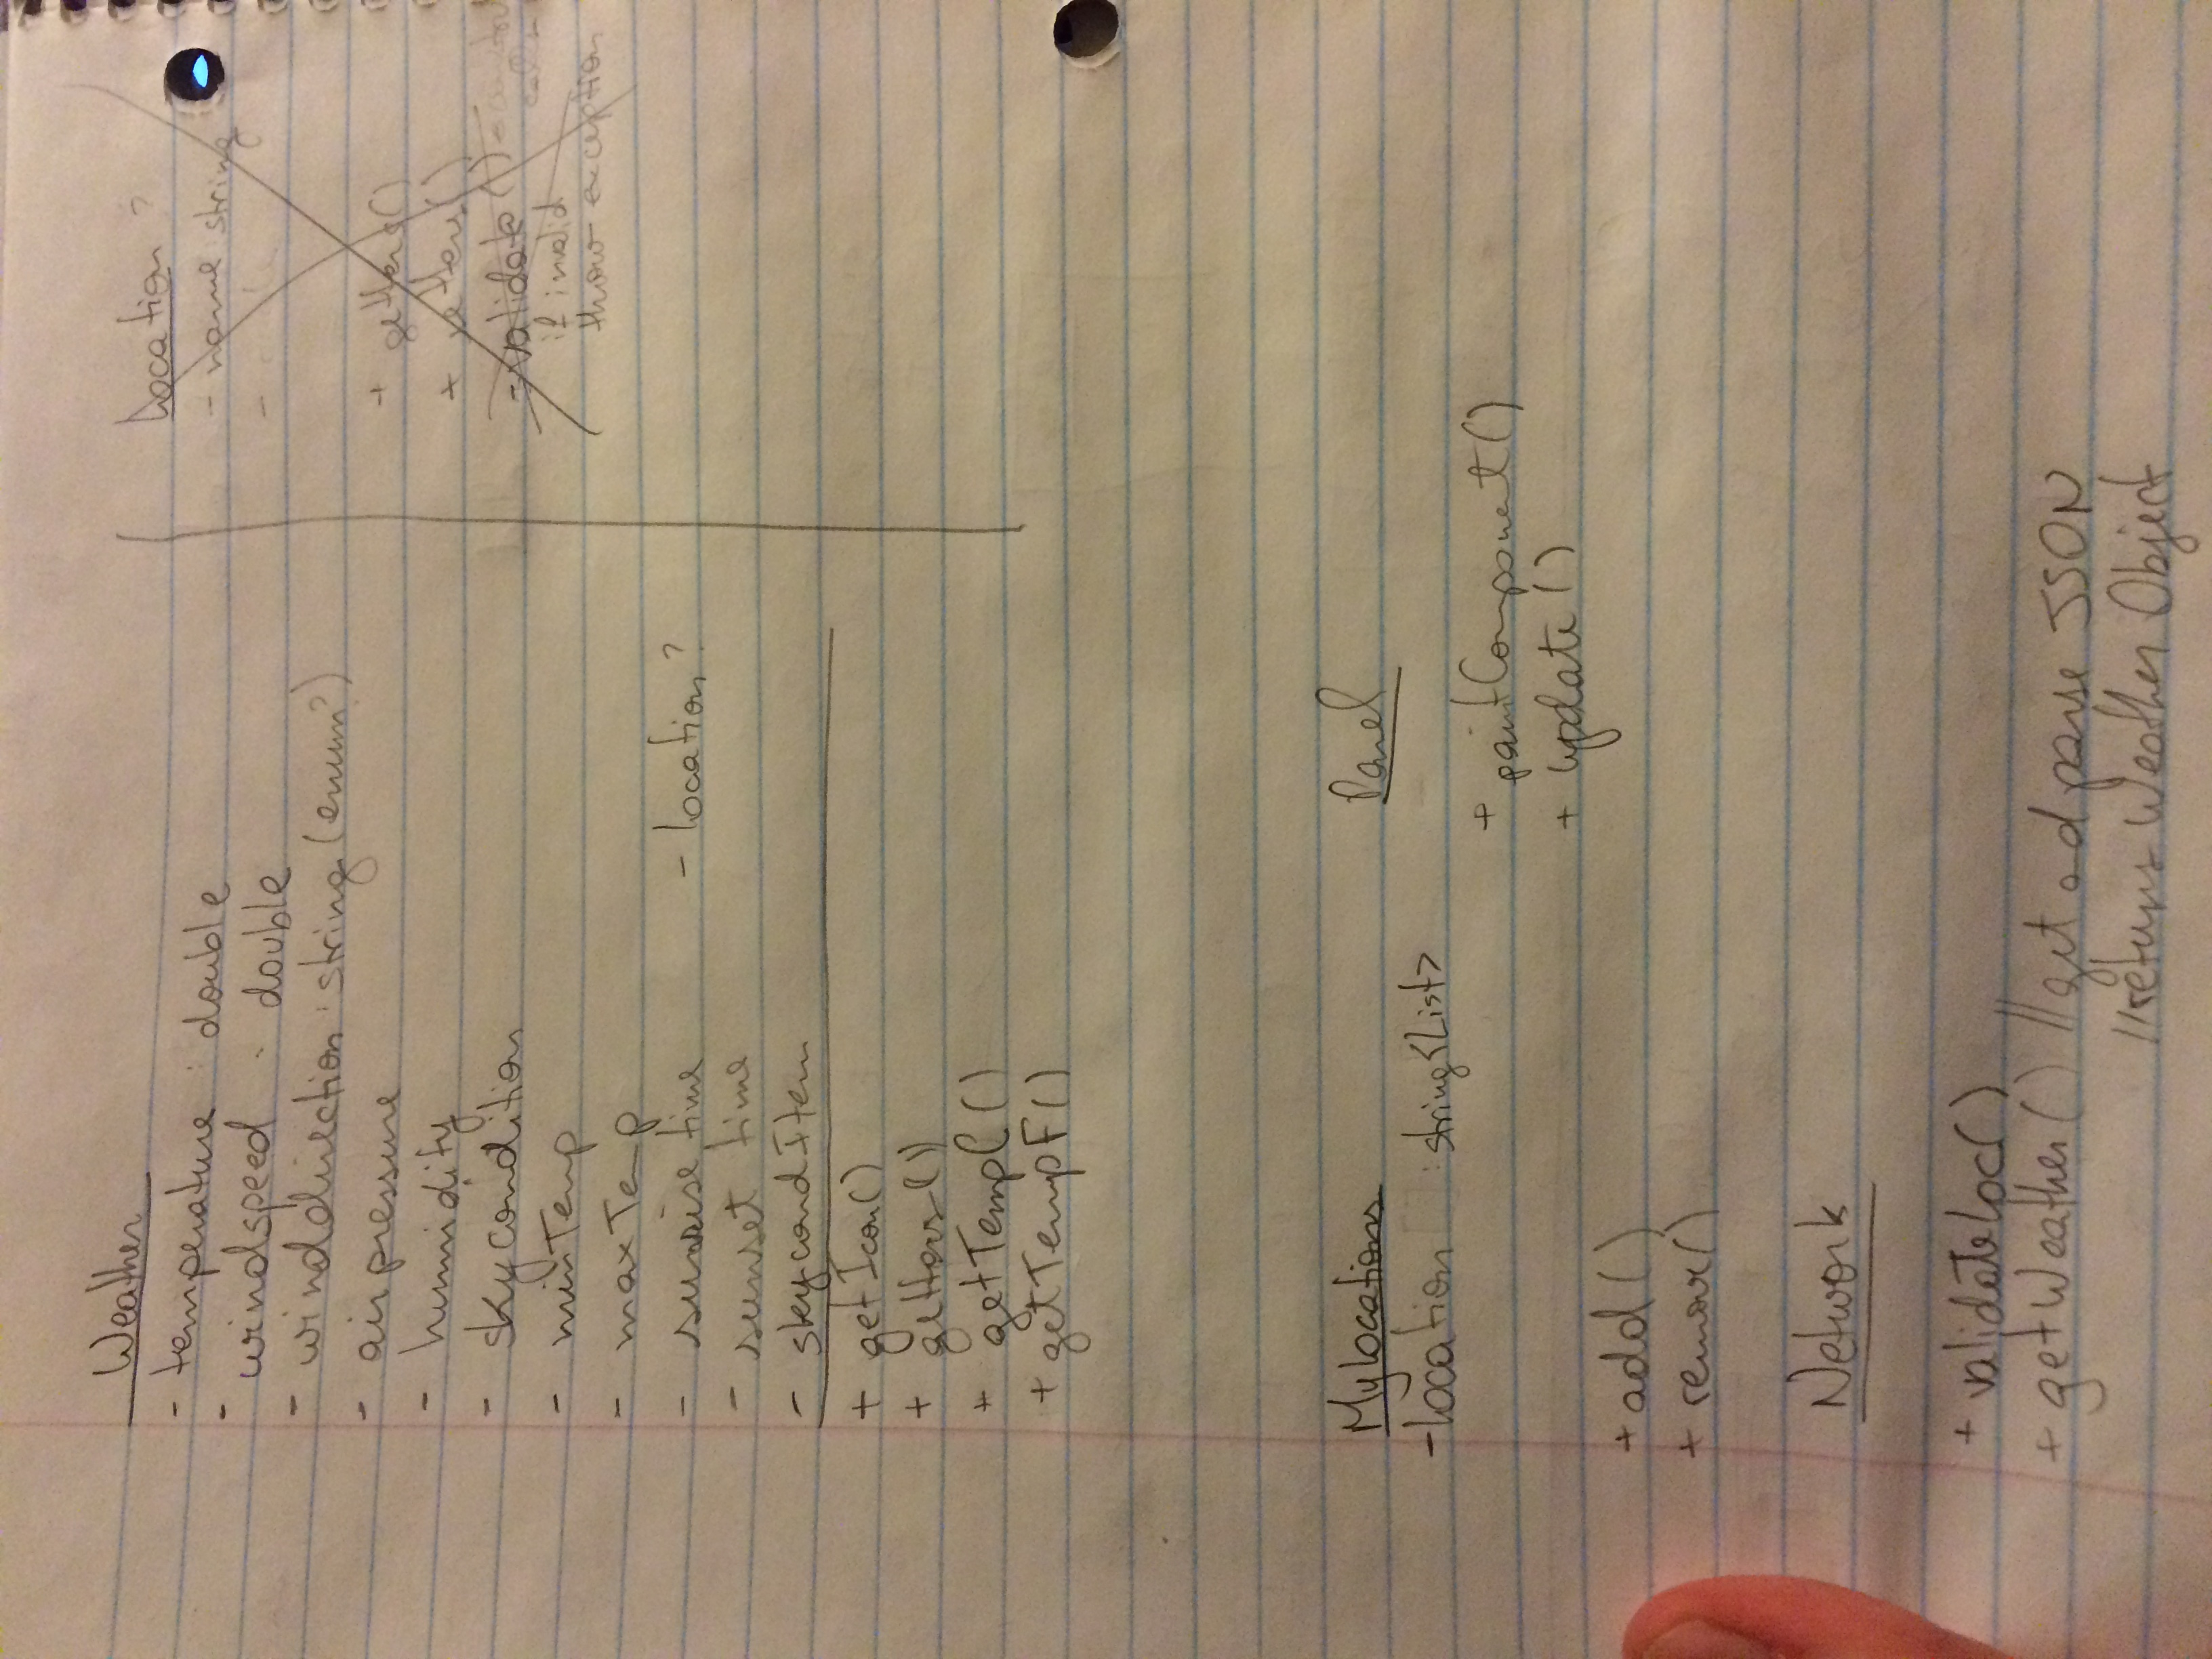 Weather
- temperature : double
- windspeed : double
- winddirection : string (enum?)
- airpressure
- humidity
- skycondition
- minTemp
- maxTemp
- sunrise time
- location?
- sunset time
- skycondItem
+ getIcon()
+ getters()
+ getTempC()
+ getTempF()
Location ?
- name : string
-
+ getters()
+ setters()
- validate()
if invalid
throw exception
MyLocations
- location : string<List>
+ add()
+ remove()
Panel
+ paintComponent()
+ update()
Network
+ validateLoc()
+ getWeather() // get and parse JSON
// returns Weather Object